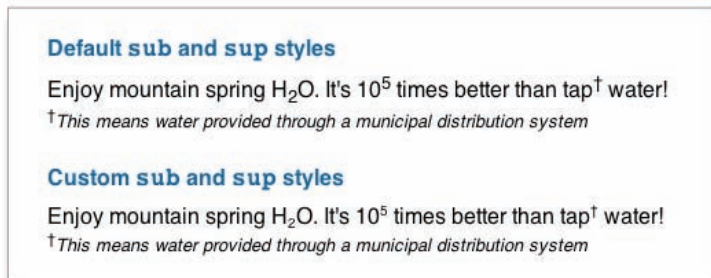 Default sub and sup styles
Enjoy mountain spring H₂O. It's 10⁵ times better than tap† water!
†This means water provided through a municipal distribution system
Custom sub and sup styles
Enjoy mountain spring H₂O. It's 10⁵ times better than tap† water!
†This means water provided through a municipal distribution system